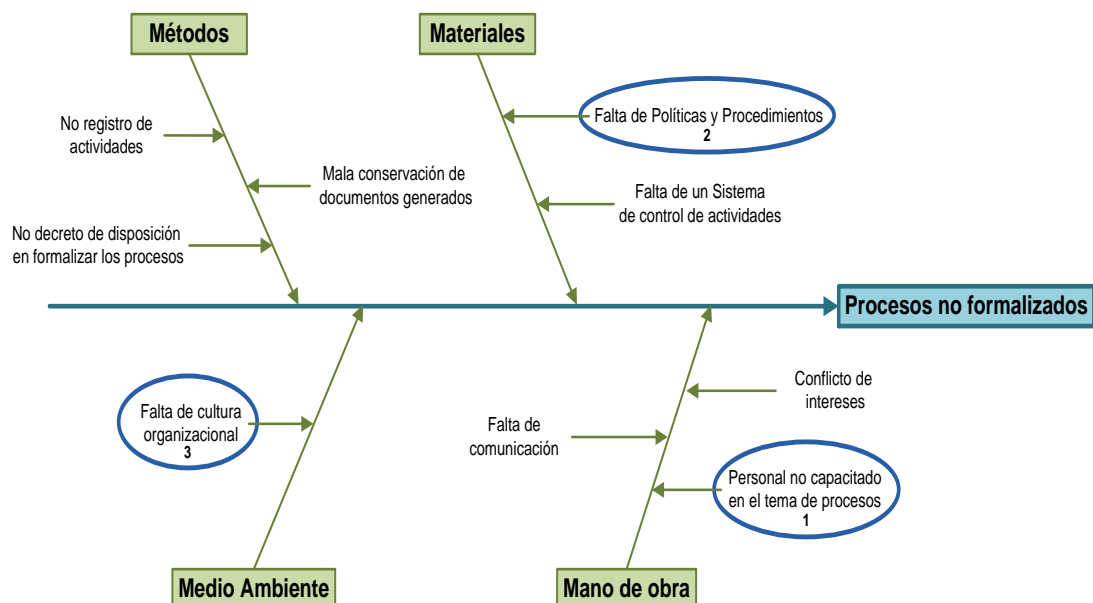 Métodos
Materiales
No registro de
actividades
Mala conservación de
documentos generados
No decreto de disposición
en formalizar los procesos
Falta de Políticas y Procedimientos
2
Falta de un Sistema
de control de actividades
Procesos no formalizados
Falta de cultura
organizacional
3
Falta de
comunicación
Conflicto de
intereses
Personal no capacitado
en el tema de procesos
1
Medio Ambiente
Mano de obra